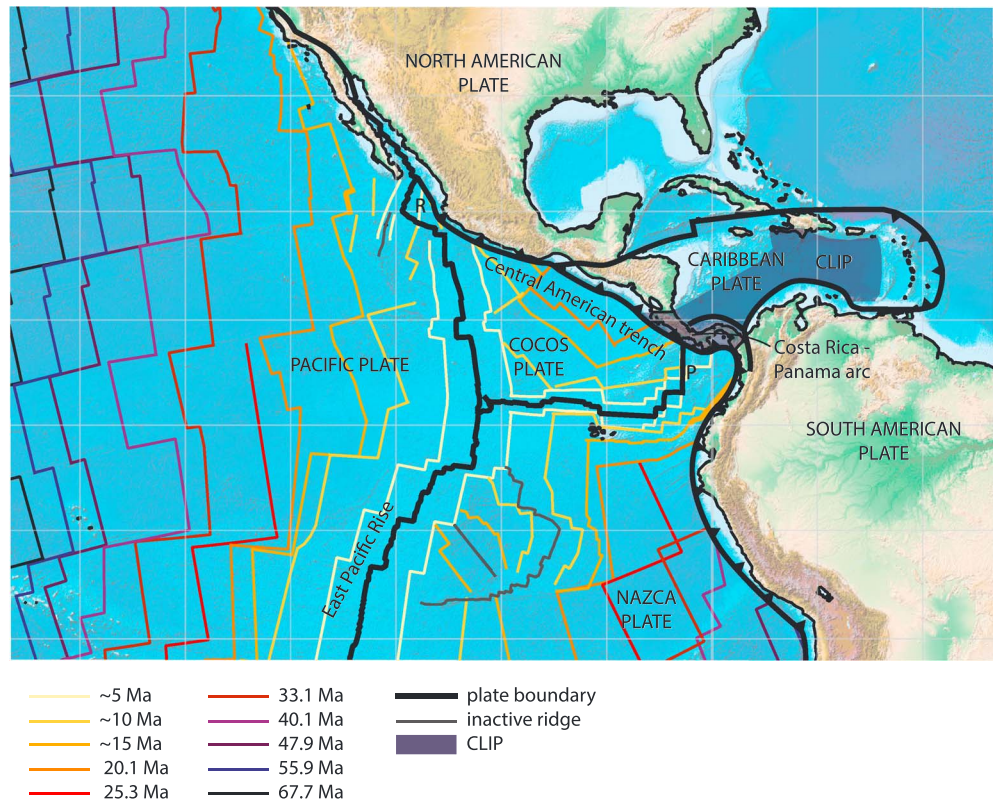 NORTH AMERICAN
PLATE
R
CARIBBEAN
PLATE
CLIP
Central American trench
PACIFIC PLATE
COCOS
PLATE
P
Costa Rica -
Panama arc
SOUTH AMERICAN
PLATE
East Pacific Rise
NAZCA
PLATE
~5 Ma
~10 Ma
~15 Ma
20.1 Ma
25.3 Ma
33.1 Ma
40.1 Ma
47.9 Ma
55.9 Ma
67.7 Ma
plate boundary
inactive ridge
CLIP